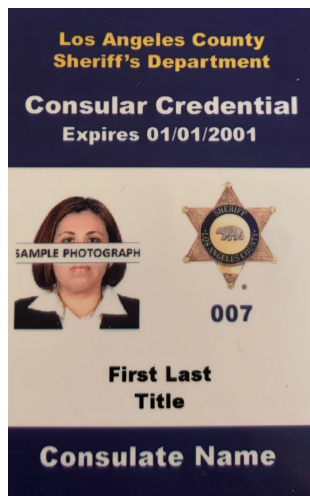 Los Angeles County
Sheriff's Department
Consular Credential
Expires 01/01/2001
SAMPLE PHOTOGRAPH
SHERIFF
LOS ANGELES COUNTY
007
First Last
Title
Consulate Name